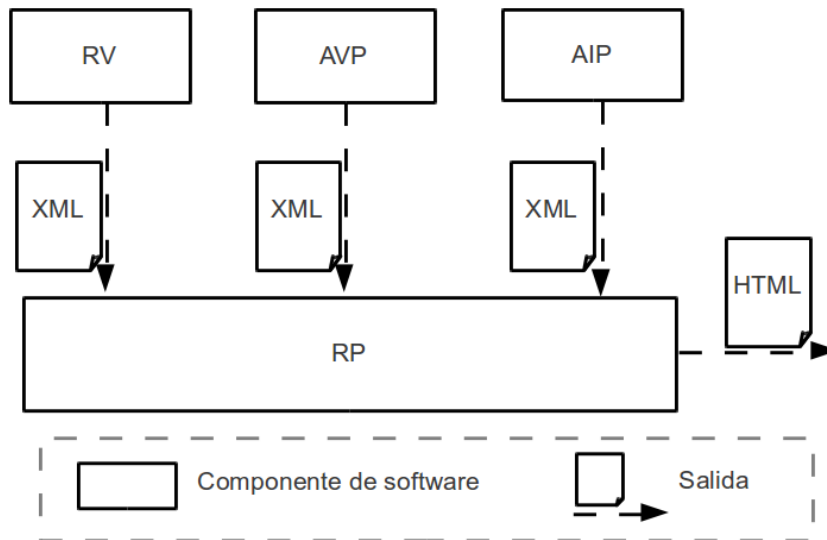 RV
AVP
AIP
XML
XML
XML
HTML
RP
Componente de software
Salida